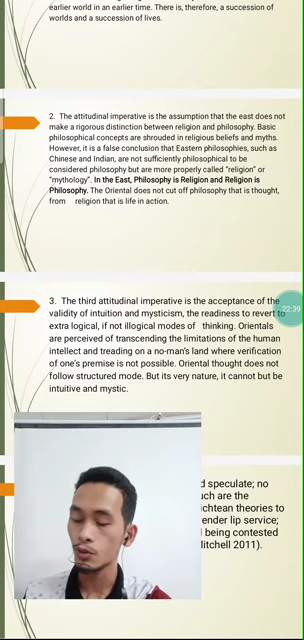 earlier world in an earlier time. There is, therefore, a succession of
worlds and a succession of lives.
2. The attitudinal imperative is the assumption that the east does not
make a rigorous distinction between religion and philosophy. Basic
philosophical concepts are shrouded in religious beliefs and myths.
However, it is a false conclusion that Eastern philosophies, such as
Chinese and Indian, are not sufficiently philosophical to be
considered philosophy but are more properly called “religion” or
“mythology”. In the East, Philosophy is Religion and Religion is
Philosophy. The Oriental does not cut off philosophy that is thought,
from religion that is life in action.
3. The third attitudinal imperative is the acceptance of the
validity of intuition and mysticism, the readiness to revert to
22:39
extra logical, if not illogical modes of thinking. Orientals
are perceived of transcending the limitations of the human
intellect and treading on a no-man’s land where verification
of one’s premise is not possible. Oriental thought does not
follow structured mode. But its very nature, it cannot but be
intuitive and mystic.
d speculate; no
uch are the
ichtean theories to
ender lip service;
l being contested
Mitchell 2011).